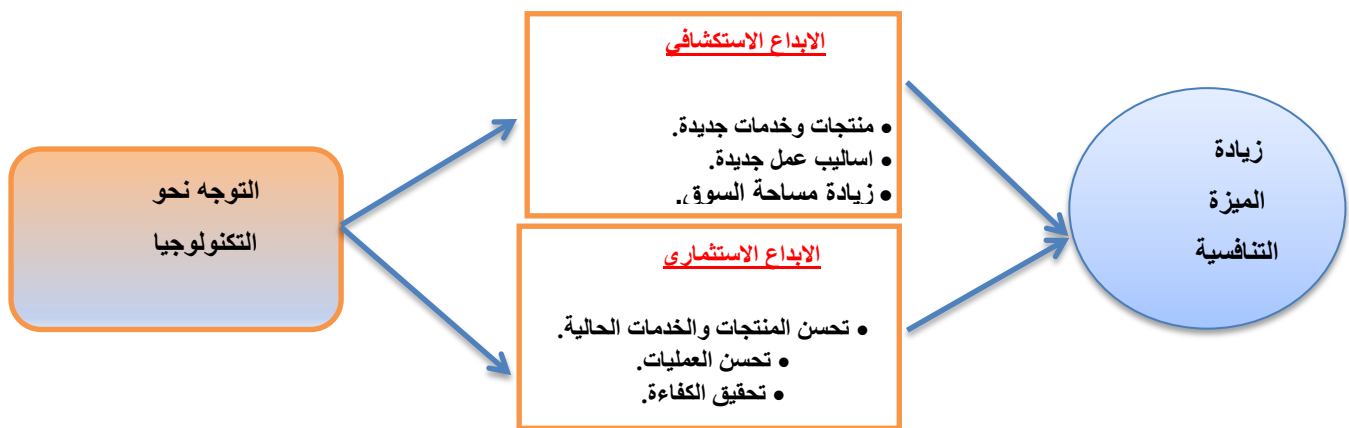 التوجه نحو
التكنولوجيا
الابداع الاستكشافي
• منتجات وخدمات جديدة.
• اساليب عمل جديدة.
• زيادة مساحة السوق.
الابداع الاستثماري
• تحسن المنتجات والخدمات الحالية.
• تحسن العمليات.
• تحقيق الكفاءة.
زيادة
الميزة
التنافسية